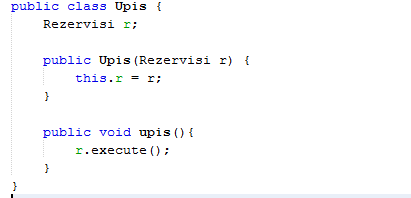 public class Upis {
Rezervisi r;
public Upis(Rezervisi r) {
this.r = r;
}
public void upis(){
r.execute();
}
}